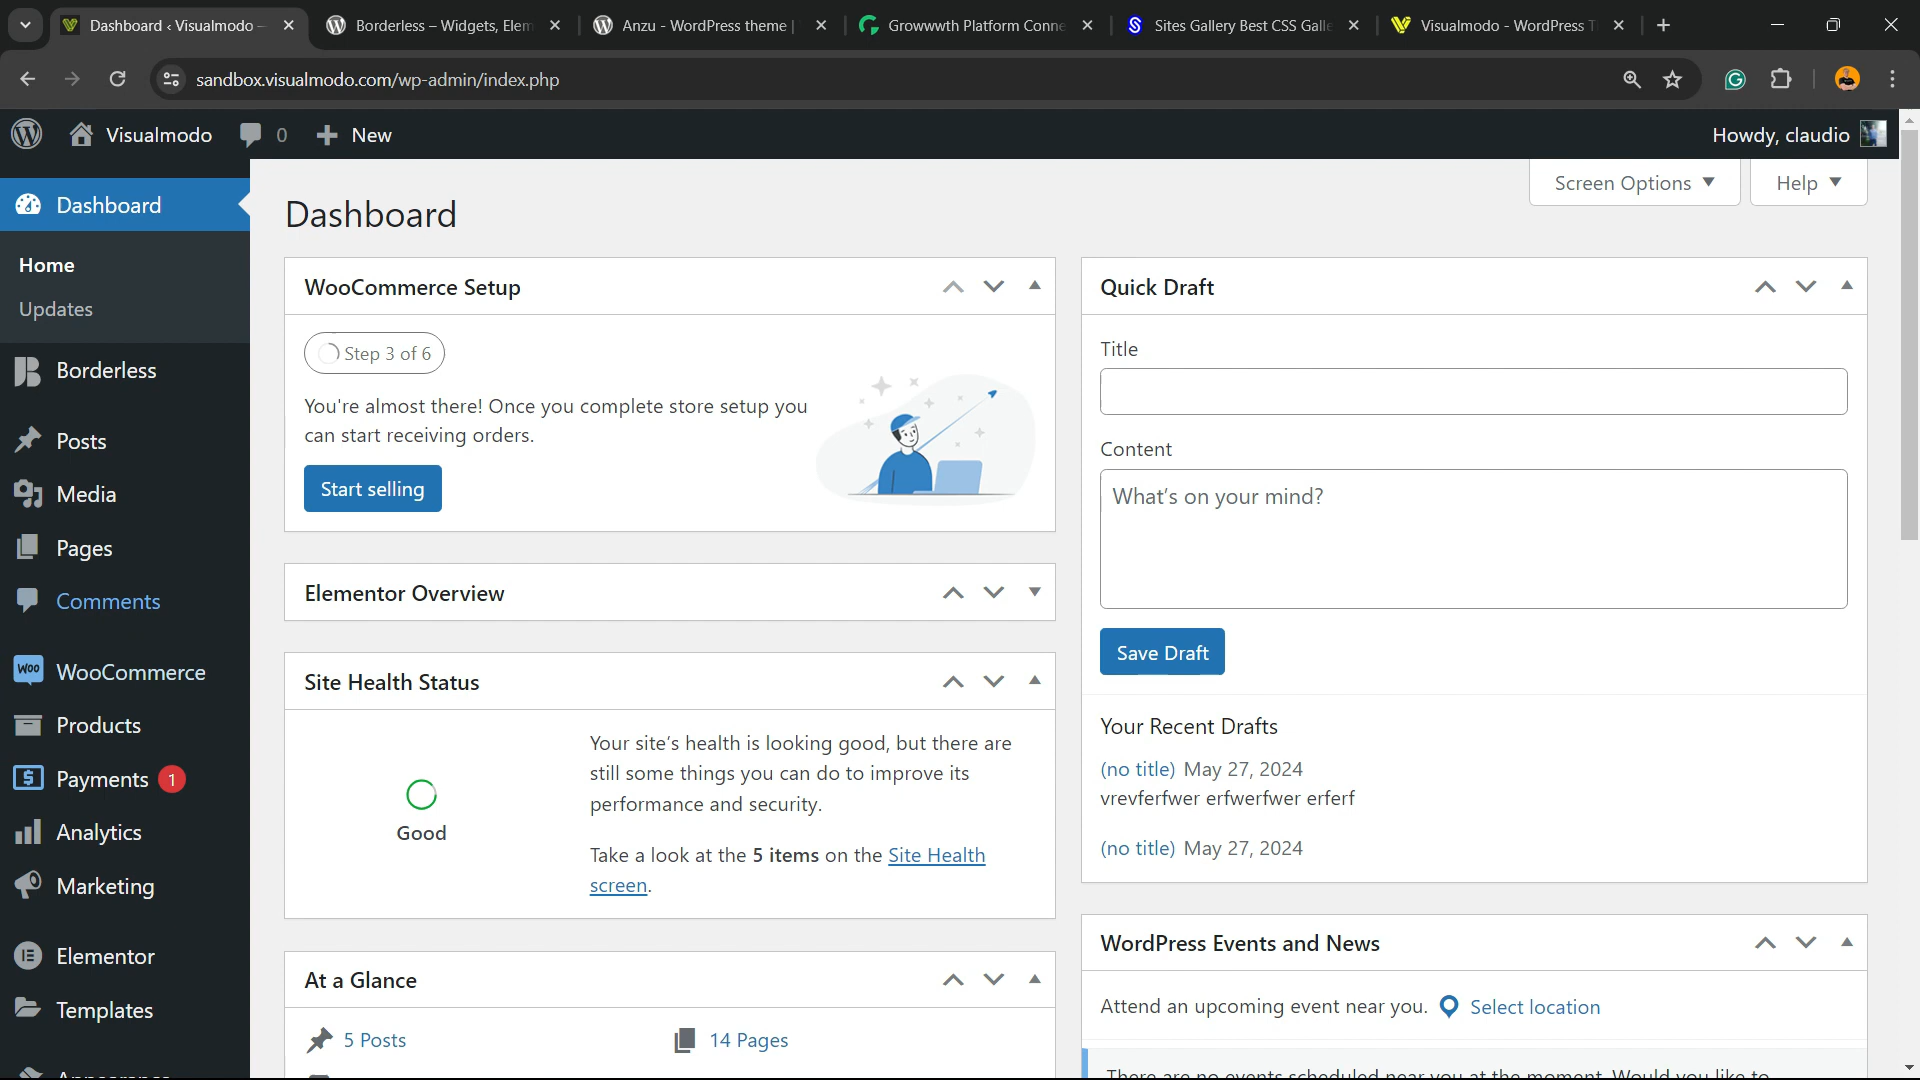 Dashboard ‹ Visualmodo –
Borderless – Widgets, Elem
Anzu - WordPress theme |
Growwwth Platform Conne
Sites Gallery Best CSS Galle
Visualmodo - WordPress T
sandbox.visualmodo.com/wp-admin/index.php
Visualmodo
0
New
Howdy, claudio
Screen Options
Help
Dashboard
Home
Updates
Borderless
Posts
Media
Pages
Comments
Woo
WooCommerce
Products
Payments 1
Analytics
Marketing
Elementor
Templates
Appearance
Dashboard
WooCommerce Setup
Step 3 of 6
You're almost there! Once you complete store setup you
can start receiving orders.
Start selling
Elementor Overview
Site Health Status
Good
Your site's health is looking good, but there are
still some things you can do to improve its
performance and security.
Take a look at the 5 items on the Site Health
screen.
At a Glance
5 Posts
14 Pages
Quick Draft
Title
Content
What's on your mind?
Save Draft
Your Recent Drafts
(no title) May 27, 2024
vrevferfwer erfwerfwer erferf
(no title) May 27, 2024
WordPress Events and News
Attend an upcoming event near you. Select location
There are no events scheduled near you at the moment. Would you like to